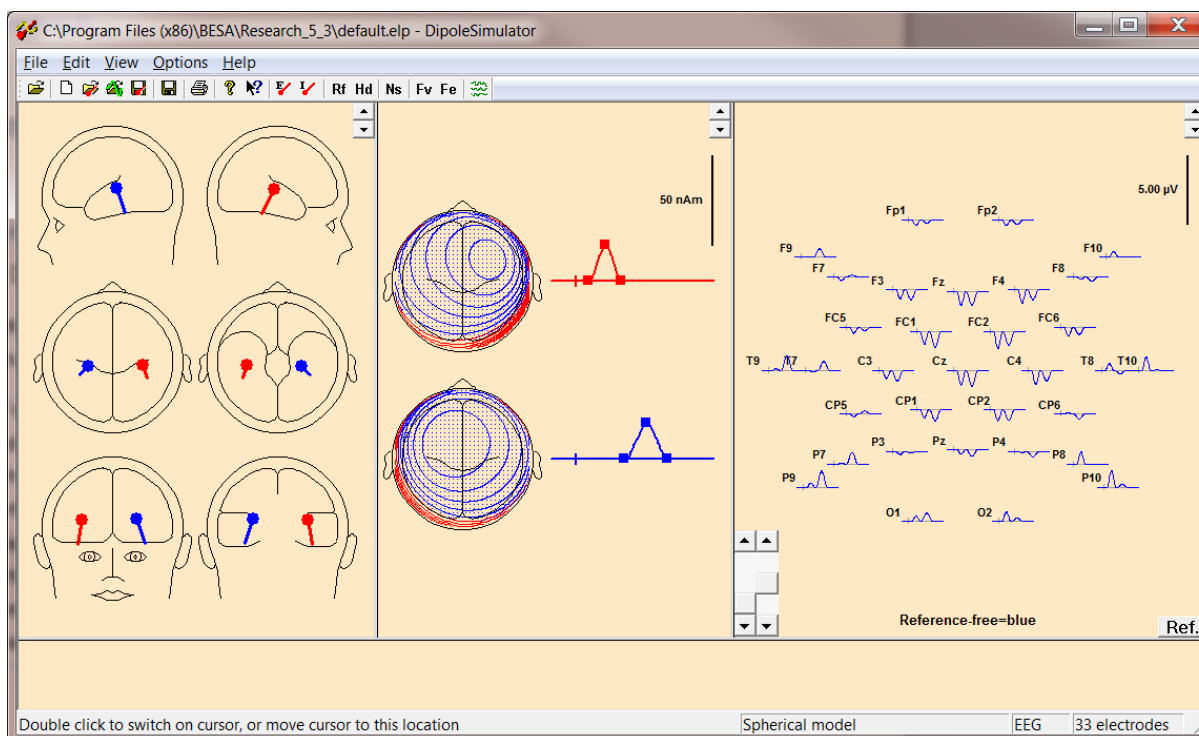 C:\Program Files (x86)\BESA\Research_5_3\default.elp - DipoleSimulator
File Edit View Options Help
Rf Hd Ns Fv Fe
50 nAm
5.00 µV
Fp1 Fp2
F9 F10
F7 F3 Fz F4 F8
FC5 FC1 FC2 FC6
T9 T7 C3 Cz C4 T8 T10
CP5 CP1 CP2 CP6
P7 P3 Pz P4 P8
P9 P10
O1 O2
Reference-free=blue
Ref.
Double click to switch on cursor, or move cursor to this location Spherical model EEG 33 electrodes